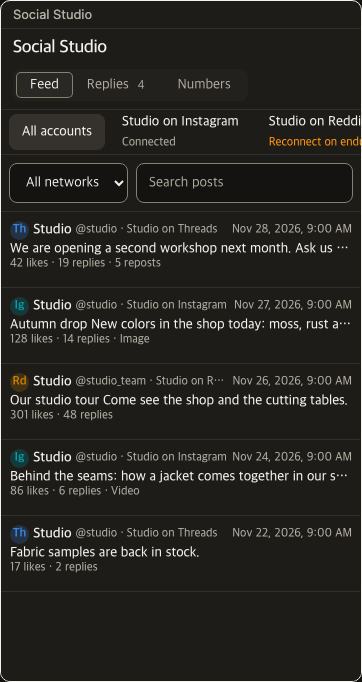 Social Studio
Social Studio
Feed Replies 4 Numbers
All accounts
Studio on Instagram
Connected
Studio on Reddi
Reconnect on endu
All networks
Search posts
Th Studio @studio · Studio on Threads Nov 28, 2026, 9:00 AM
We are opening a second workshop next month. Ask us ···
42 likes · 19 replies · 5 reposts
Ig Studio @studio · Studio on Instagram Nov 27, 2026, 9:00 AM
Autumn drop New colors in the shop today: moss, rust a···
128 likes · 14 replies · Image
Rd Studio @studio_team · Studio on R··· Nov 26, 2026, 9:00 AM
Our studio tour Come see the shop and the cutting tables.
301 likes · 48 replies
Ig Studio @studio · Studio on Instagram Nov 24, 2026, 9:00 AM
Behind the seams: how a jacket comes together in our s···
86 likes · 6 replies · Video
Th Studio @studio · Studio on Threads Nov 22, 2026, 9:00 AM
Fabric samples are back in stock.
17 likes · 2 replies